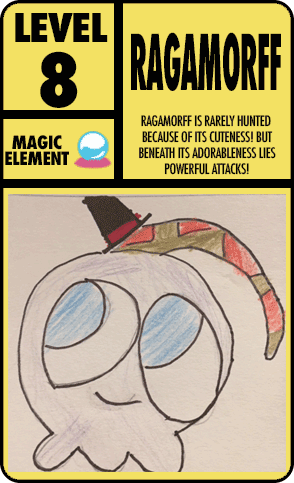 LEVEL
8
MAGIC
ELEMENT
RAGAMORFF
RAGAMORFF IS RARELY HUNTED
BECAUSE OF ITS CUTENESS! BUT
BENEATH ITS ADORABLENESS LIES
POWERFUL ATTACKS!